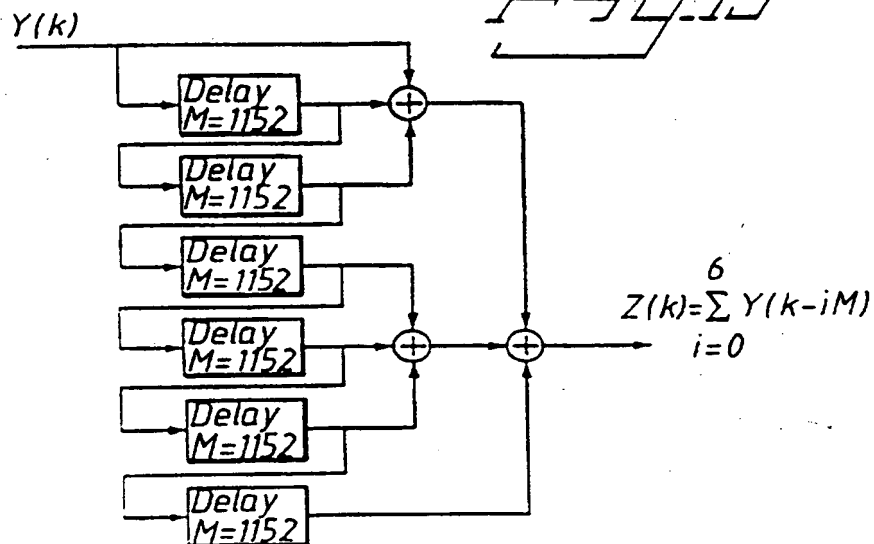 Y(k)
Delay
M=1152
Delay
M=1152
Delay
M=1152
Delay
M=1152
Delay
M=1152
Delay
M=1152
6
Z(k)=Σ Y(k-iM)
i=0